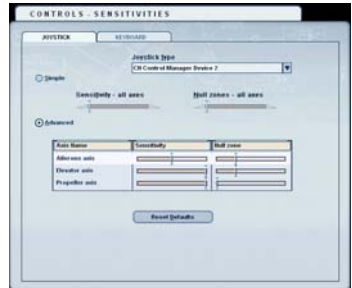 CONTROLS - SENSITIVITIES
JOYSTICK
KEYBOARD
Joystick type
CH Control Manager Device 2
Simple
Sensitivity - all axes
Null zones - all axes
Advanced
Axis Name
Sensitivity
Null zone
Ailerons axis
Elevator axis
Propeller axis
Reset Defaults